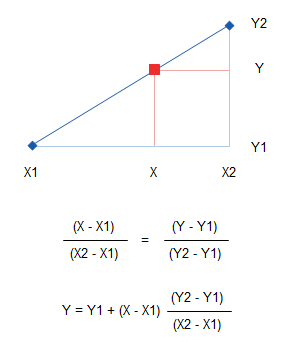 Y2
Y
Y1
X1 X X2
(X - X1) (Y - Y1)
=
(X2 - X1) (Y2 - Y1)
(Y2 - Y1)
Y = Y1 + (X - X1)
(X2 - X1)